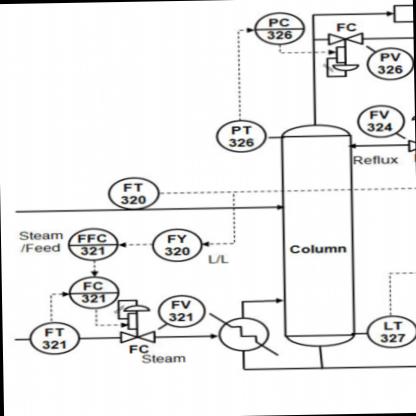 PC
326
FC
PV
326
FV
324
PT
326
Reflux
FT
320
Steam
/Feed
FFC
321
FY
320
L/L
Column
FC
321
FV
321
FT
321
FC
Steam
LT
327